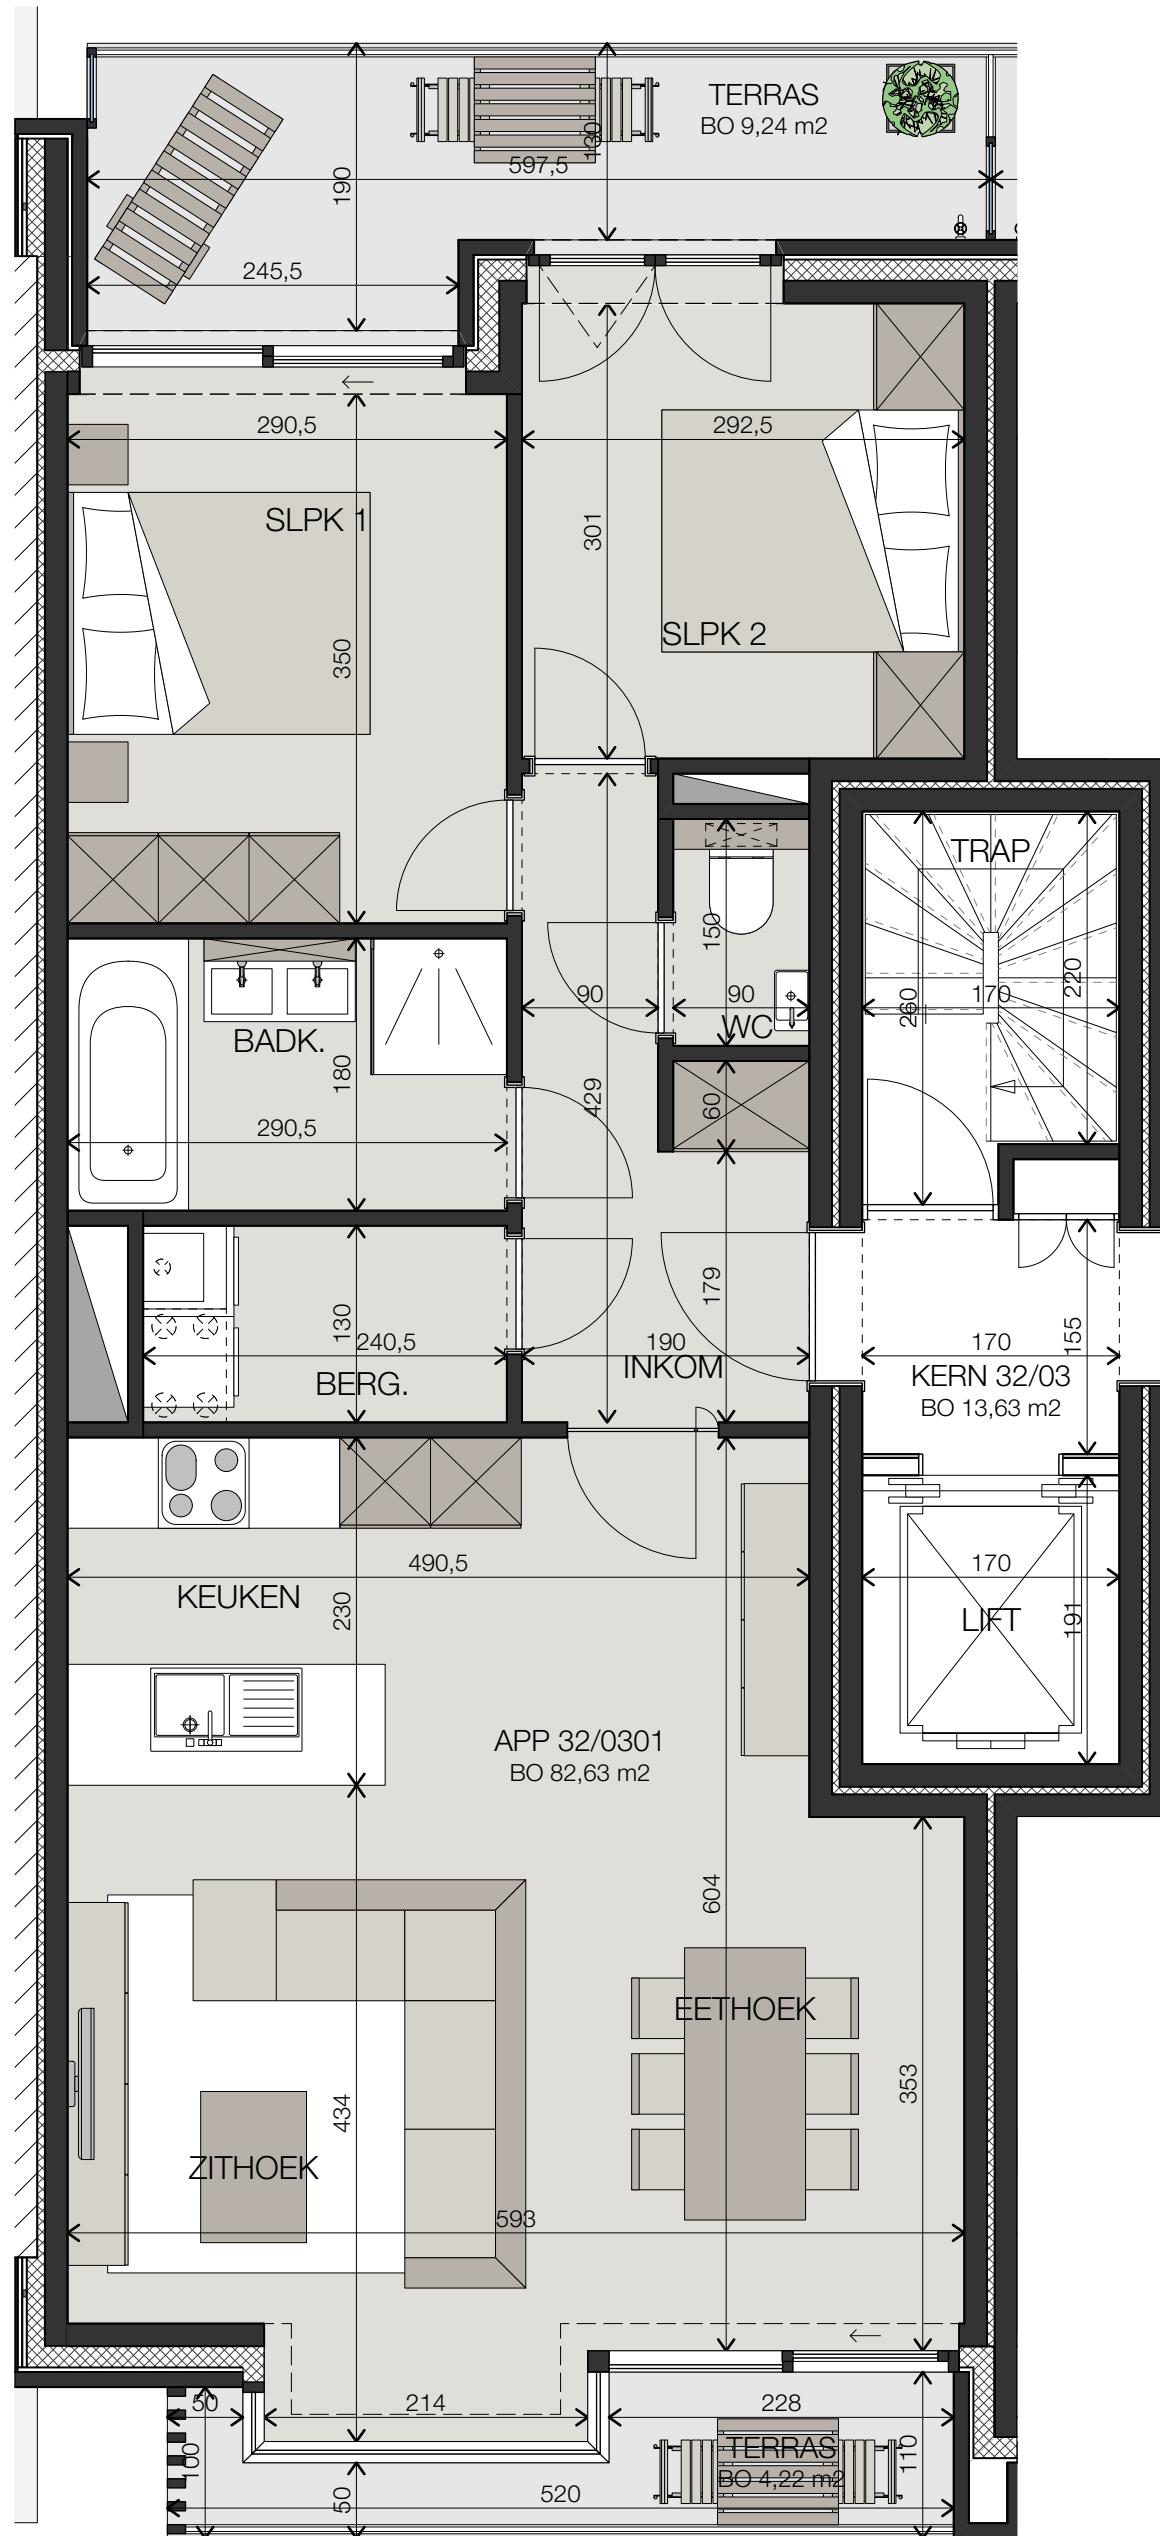 TERRAS
BO 9,24 m2
130
597,5
190
245,5
290,5
292,5
SLPK 1
301
SLPK 2
350
TRAP
150
220
90
90
260
170
WC
BADK.
180
429
60
290,5
179
130
240,5
190
INKOM
BERG.
155
170
KERN 32/03
BO 13,63 m2
490,5
170
KEUKEN
230
LIFT
191
APP 32/0301
BO 82,63 m2
604
EETHOEK
353
434
ZITHOEK
593
50
214
228
TERRAS
BO 4,22 m2
110
100
50
520